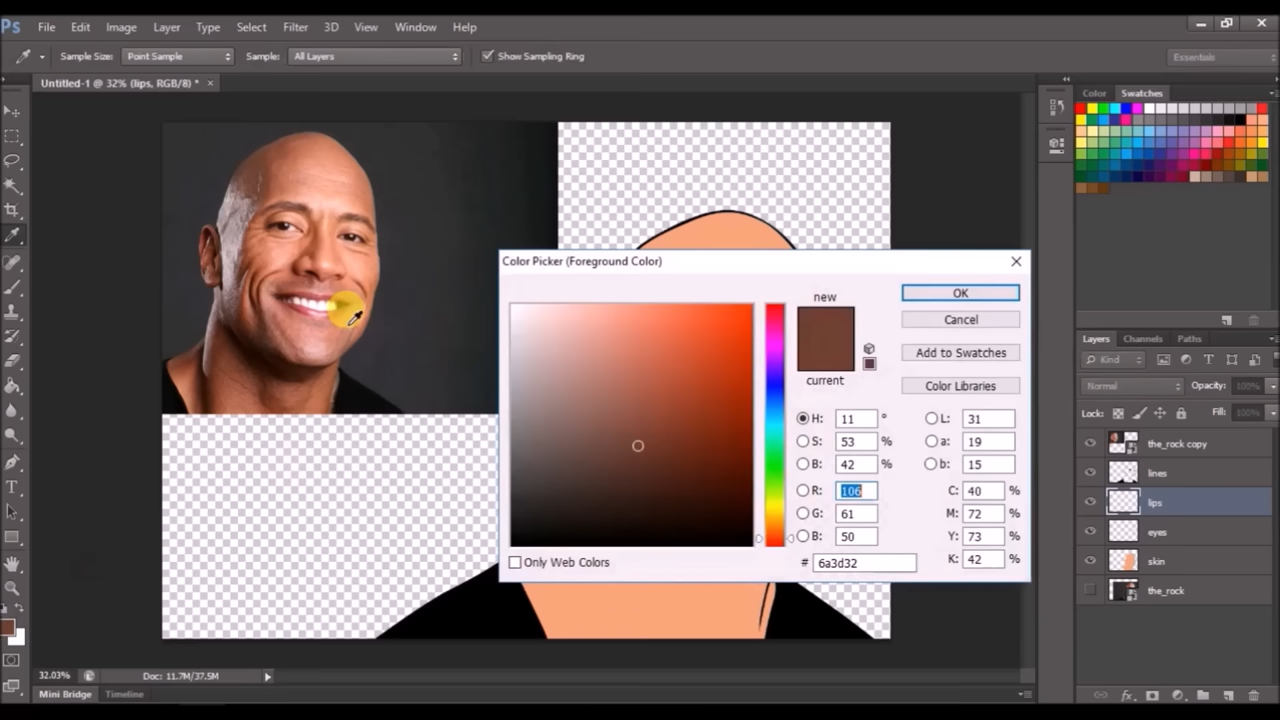 Ps File Edit Image Layer Type Select Filter 3D View Window Help
Sample Size: Point Sample Sample: All Layers Show Sampling Ring Essentials
Untitled-1 @ 32% (lips, RGB/8) * ×
Color Swatches
Color Picker (Foreground Color)
new
current
OK
Cancel
Add to Swatches
Color Libraries
H: 11 ° L: 31
S: 53 % a: 19
B: 42 % b: 15
R: 106 C: 40 %
G: 61 M: 72 %
B: 50 Y: 73 %
# 6a3d32 K: 42 %
Only Web Colors
Layers Channels Paths
Kind
Normal Opacity: 100%
Lock: Fill: 100%
the_rock copy
lines
lips
eyes
skin
the_rock
32.03% Doc: 11.7M/37.5M
Mini Bridge Timeline